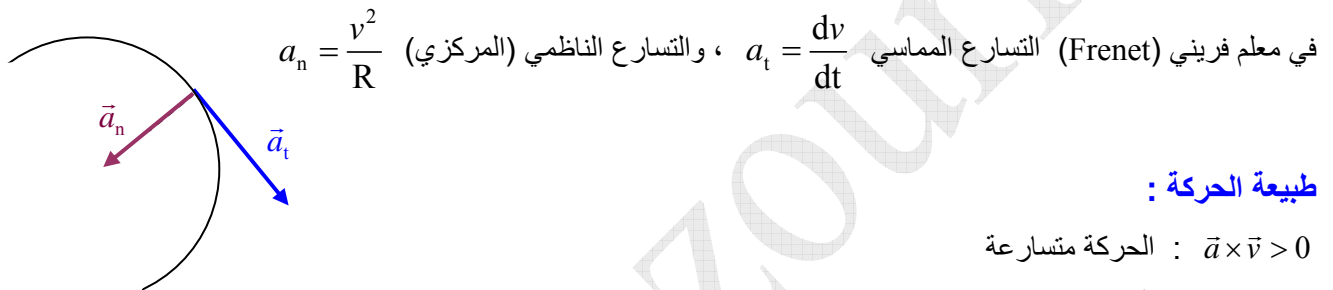 في معلم فريني (Frenet) التسارع المماسي a_t = dv/dt ، والتسارع الناظمي (المركزي) a_n = v²/R
a⃗_n
a⃗_t
طبيعة الحركة :
a⃗ × v⃗ > 0 : الحركة متسارعة